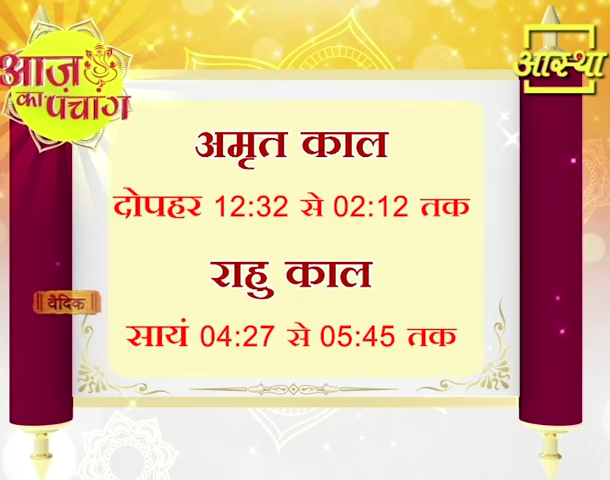 आज
का पंचांग
आस्था
अमृत काल
दोपहर 12:32 से 02:12 तक
राहु काल
|| वैदिक ||
सायं 04:27 से 05:45 तक